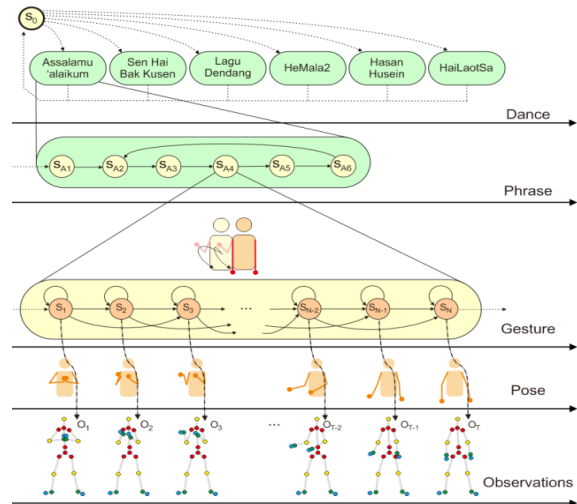 S0
Assalamu
'alaikum
Sen Hai
Bak Kusen
Lagu
Dendang
HeMala2
Hasan
Husein
HaiLaotSa
Dance
SA1
SA2
SA3
SA4
SA5
SA6
Phrase
S1
S2
S3
...
SN-2
SN-1
SN
Gesture
Pose
O1
O2
O3
...
OT-2
OT-1
OT
Observations